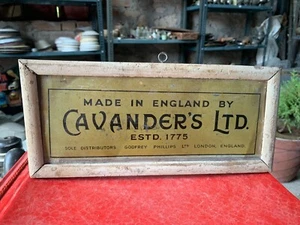 MADE IN ENGLAND BY
CAVANDER'S LTD.
ESTD. 1775
SOLE DISTRIBUTORS GODFREY PHILLIPS LTD LONDON, ENGLAND.